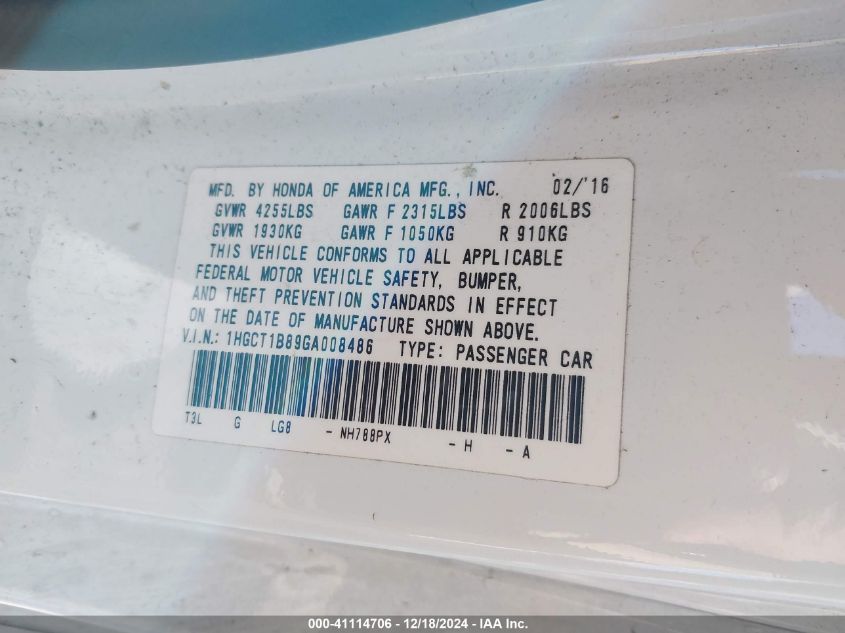 MFD. BY HONDA OF AMERICA MFG., INC. 02/'16
GVWR 4255LBS GAWR F 2315LBS R 2006LBS
GVWR 1930KG GAWR F 1050KG R 910KG
THIS VEHICLE CONFORMS TO ALL APPLICABLE
FEDERAL MOTOR VEHICLE SAFETY, BUMPER,
AND THEFT PREVENTION STANDARDS IN EFFECT
ON THE DATE OF MANUFACTURE SHOWN ABOVE.
V.I.N.: 1HGCT1B89GA008486 TYPE: PASSENGER CAR
T3L G LG8 - NH788PX - H - A
000-41114706 - 12/18/2024 - IAA Inc.